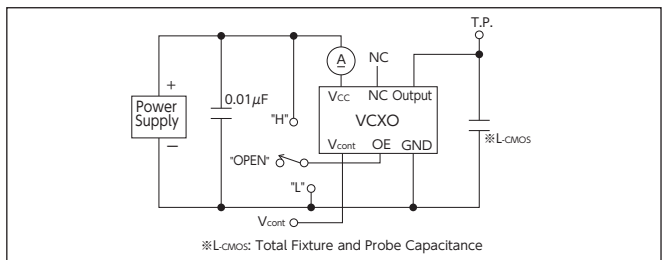 T.P.
A
NC
+
Power
Supply
−
0.01μF
"H"
Vcc
NC Output
VCXO
Vcont
OE
GND
※L-CMOS
"OPEN"
"L"
Vcont
※L-CMOS: Total Fixture and Probe Capacitance